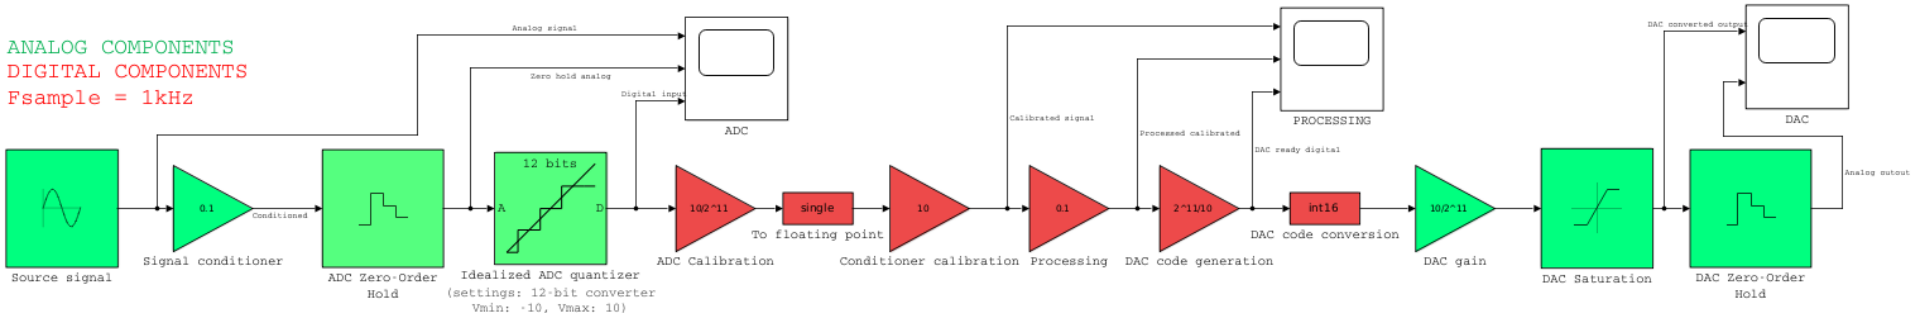 ANALOG COMPONENTS
DIGITAL COMPONENTS
Fsample = 1kHz
Analog signal
Zero hold analog
Digital input
ADC
Calibrated signal
Processed calibrated
DAC ready digital
PROCESSING
DAC converted output
DAC
Analog output
Source signal
0.1
Signal conditioner
Conditioned
ADC Zero-Order
Hold
12 bits
A
D
Idealized ADC quantizer
(settings: 12-bit converter
Vmin: -10, Vmax: 10)
10/2^11
ADC Calibration
single
To floating point
10
Conditioner calibration
0.1
Processing
2^11/10
DAC code generation
int16
DAC code conversion
10/2^11
DAC gain
DAC Saturation
DAC Zero-Order
Hold